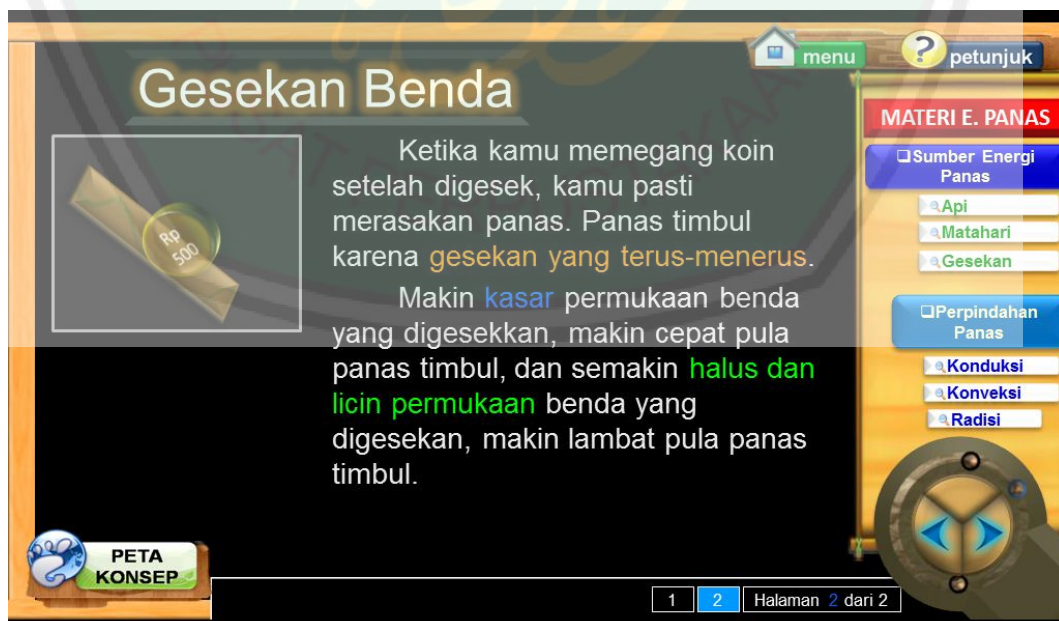 menu
petunjuk
Gesekan Benda
Ketika kamu memegang koin
setelah digesek, kamu pasti
merasakan panas. Panas timbul
karena gesekan yang terus-menerus.
Makin kasar permukaan benda
yang digesekkan, makin cepat pula
panas timbul, dan semakin halus dan
licin permukaan benda yang
digesekan, makin lambat pula panas
timbul.
Rp
500
MATERI E. PANAS
Sumber Energi
Panas
Api
Matahari
Gesekan
Perpindahan
Panas
Konduksi
Konveksi
Radisi
PETA
KONSEP
1 2 Halaman 2 dari 2